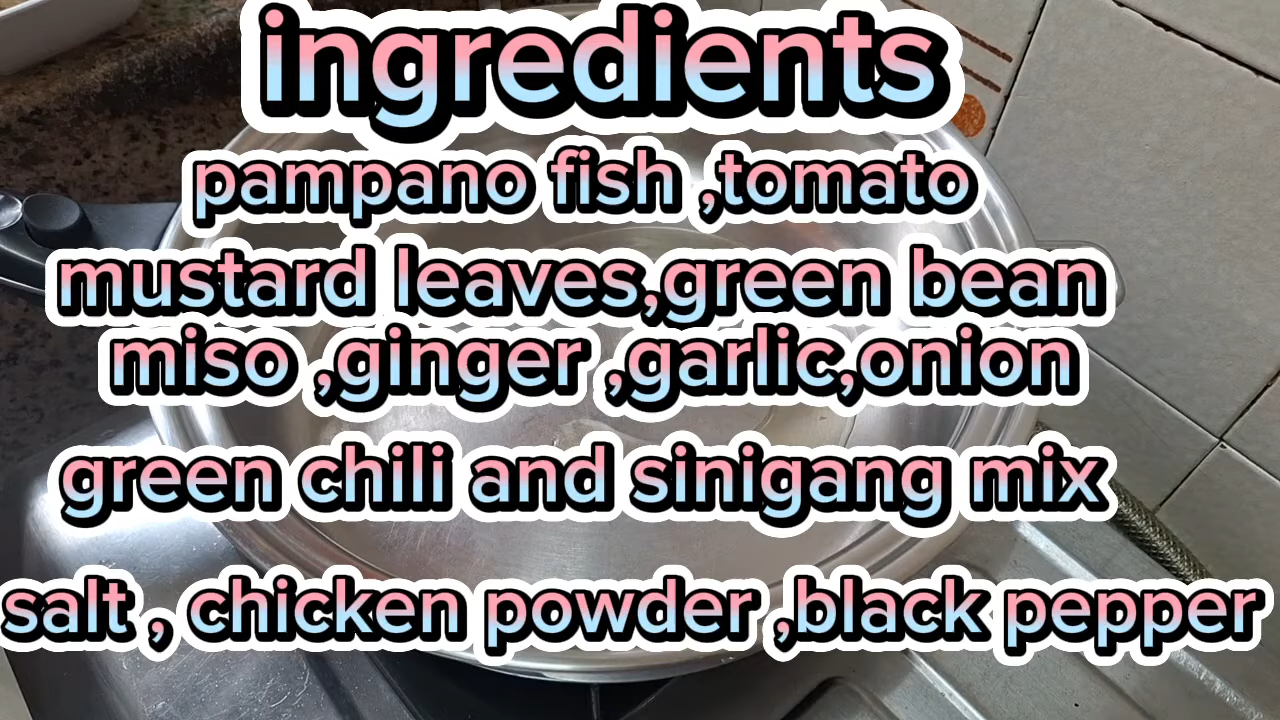 ingredients
pampano fish ,tomato
mustard leaves,green bean
miso ,ginger ,garlic,onion
green chili and sinigang mix
salt , chicken powder ,black pepper